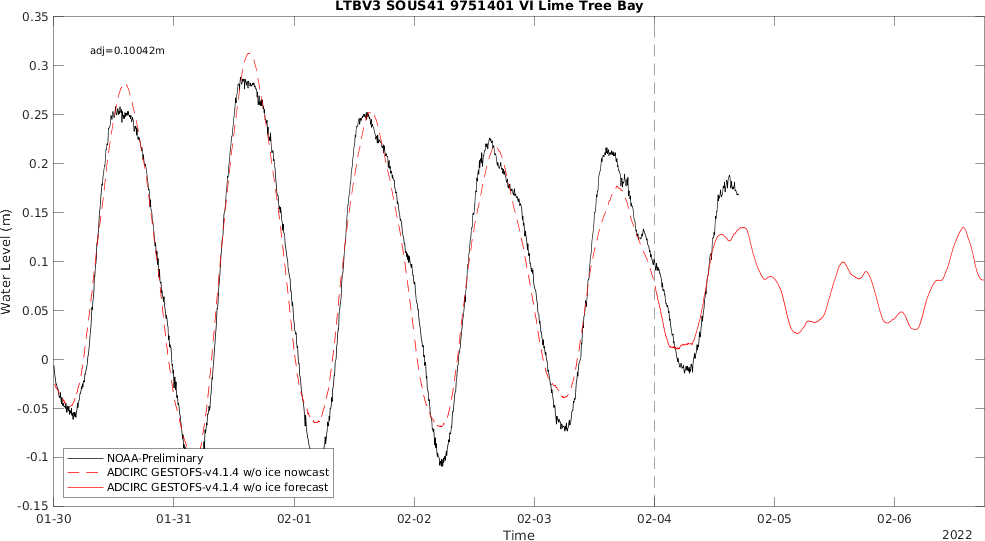 LTBV3 SOUS41 9751401 VI Lime Tree Bay
0.35
adj=0.10042m
0.3
0.25
0.2
0.15
0.1
0.05
0
-0.05
-0.1
-0.15
Water Level (m)
NOAA-Preliminary
ADCIRC GESTOFS-v4.1.4 w/o ice nowcast
ADCIRC GESTOFS-v4.1.4 w/o ice forecast
01-30 01-31 02-01 02-02 02-03 02-04 02-05 02-06
Time
2022